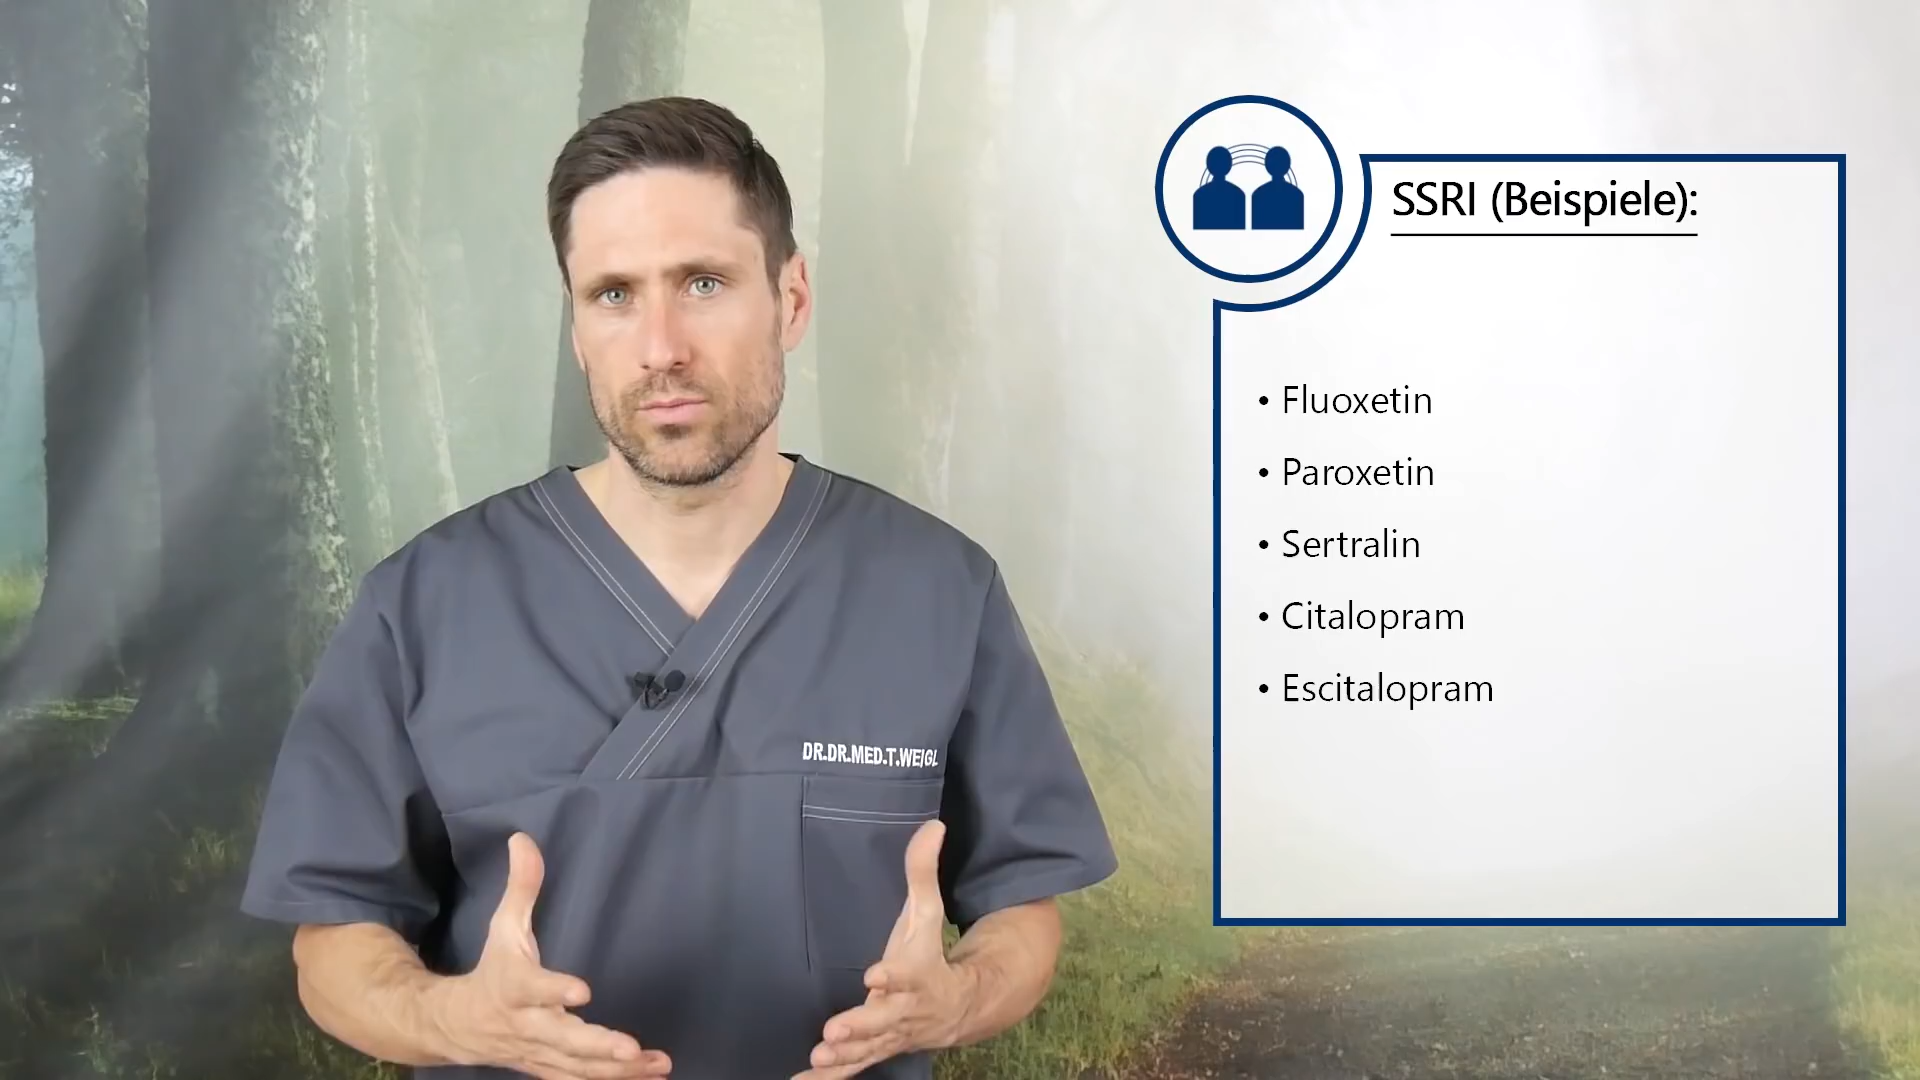 SSRI (Beispiele):
• Fluoxetin
• Paroxetin
• Sertralin
• Citalopram
• Escitalopram
DR.DR.MED.T.WEIGL